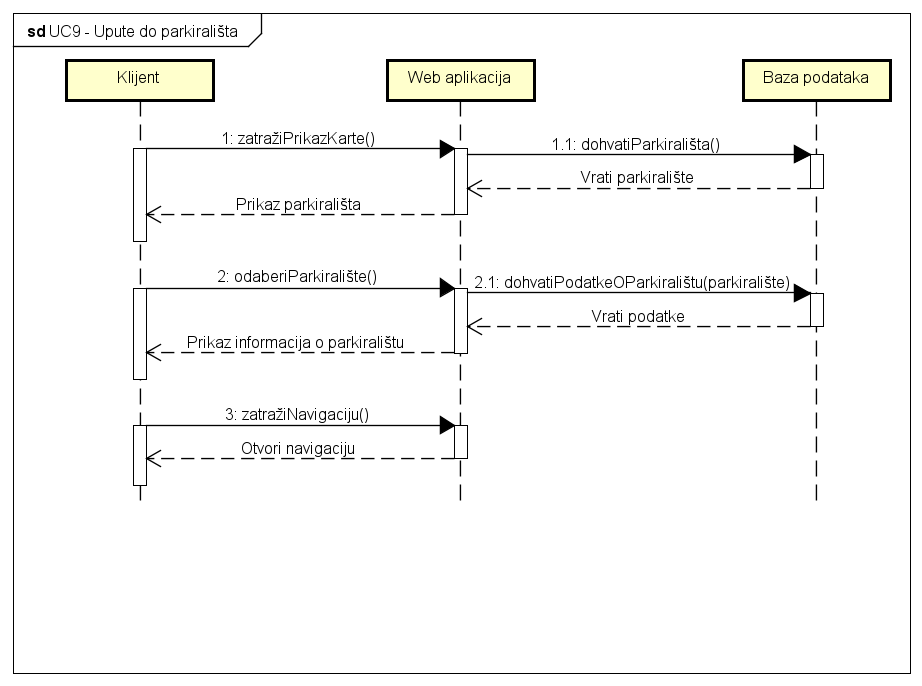 sd UC9 - Upute do parkirališta
Klijent
Web aplikacija
Baza podataka
1: zatražiPrikazKarte()
1.1: dohvatiParkirališta()
Vrati parkiralište
Prikaz parkirališta
2: odaberiParkiralište()
2.1: dohvatiPodatkeOParkiralištu(parkiralište)
Vrati podatke
Prikaz informacija o parkiralištu
3: zatražiNavigaciju()
Otvori navigaciju